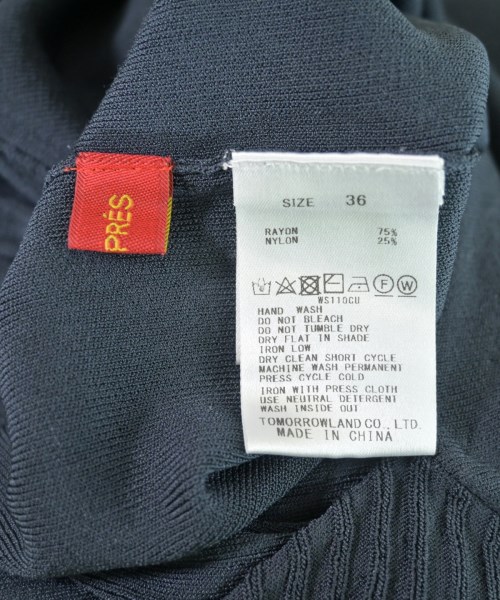 PRÉS
SIZE 36
RAYON 75%
NYLON 25%
F W
WS110CU
HAND WASH
DO NOT BLEACH
DO NOT TUMBLE DRY
DRY FLAT IN SHADE
IRON LOW
DRY CLEAN SHORT CYCLE
MACHINE WASH PERMANENT
PRESS CYCLE COLD
IRON WITH PRESS CLOTH
USE NEUTRAL DETERGENT
WASH INSIDE OUT
TOMORROWLAND CO., LTD.
MADE IN CHINA